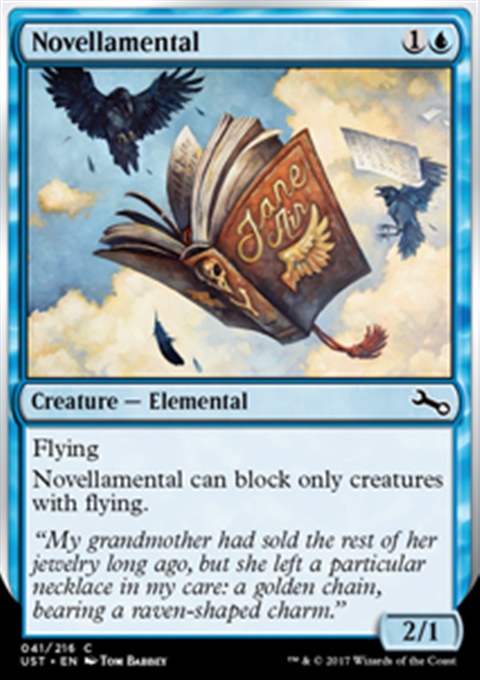 Novellamental 1
Jane
Air
Creature — Elemental
Flying
Novellamental can block only creatures
with flying.
“My grandmother had sold the rest of her
jewelry long ago, but she left a particular
necklace in my care: a golden chain,
bearing a raven-shaped charm.”
2/1
041/216 C
UST • EN Tom Babbey
™ & © 2017 Wizards of the Coast